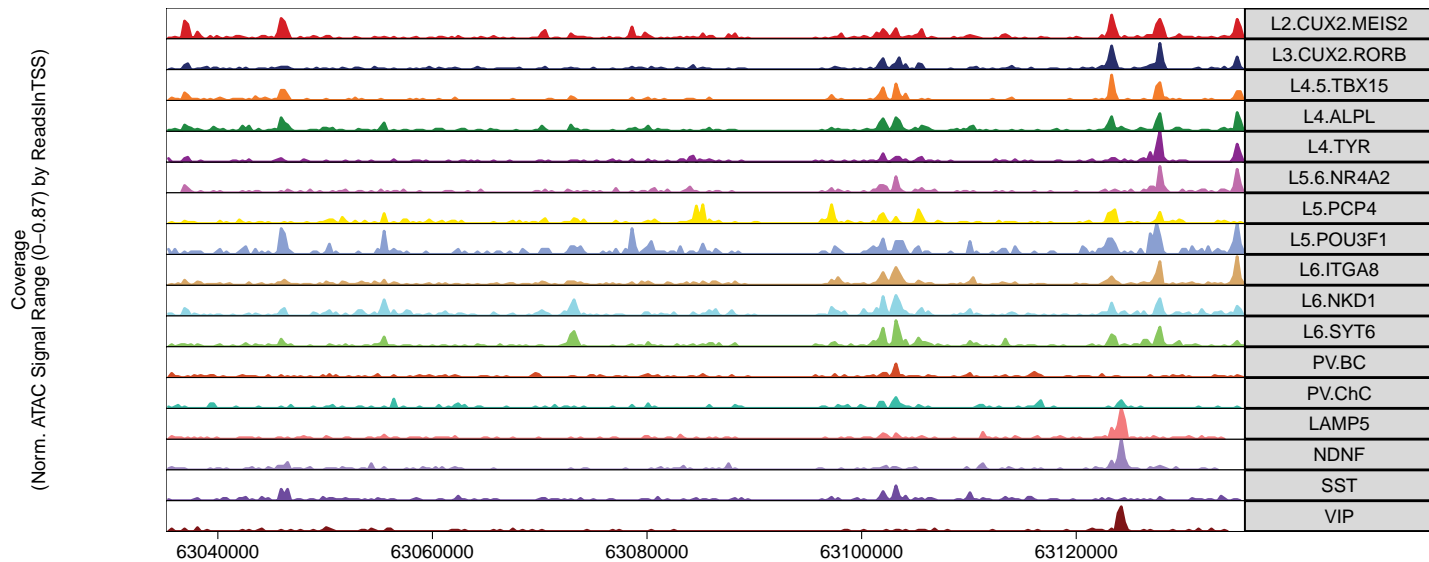 Coverage
(Norm. ATAC Signal Range (0−0.87) by ReadsInTSS)
L2.CUX2.MEIS2
L3.CUX2.RORB
L4.5.TBX15
L4.ALPL
L4.TYR
L5.6.NR4A2
L5.PCP4
L5.POU3F1
L6.ITGA8
L6.NKD1
L6.SYT6
PV.BC
PV.ChC
LAMP5
NDNF
SST
VIP
63040000 63060000 63080000 63100000 63120000